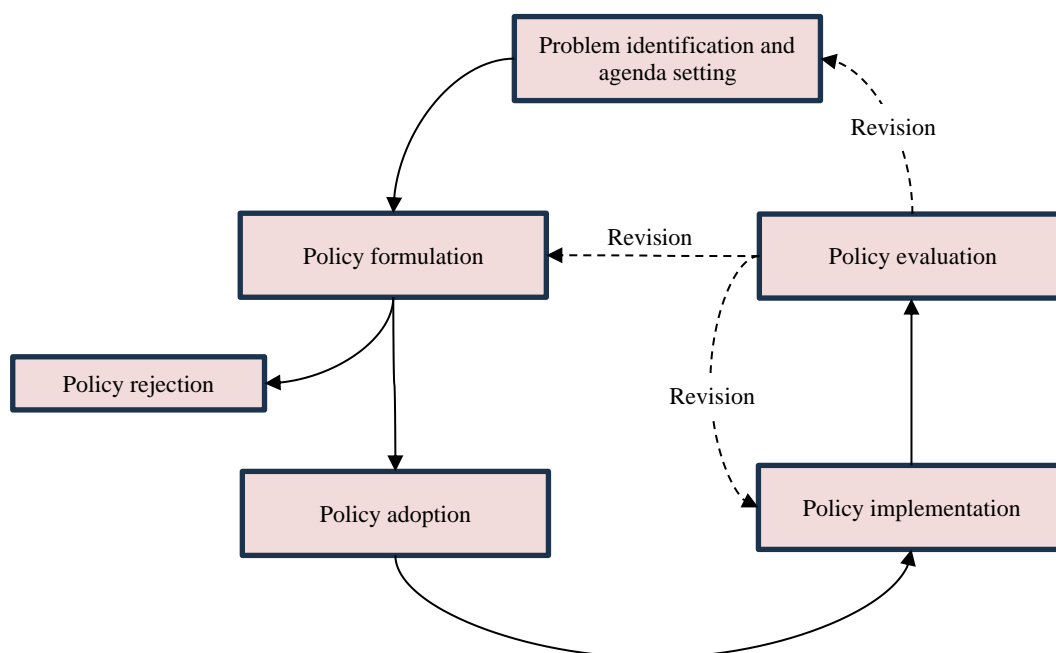 Problem identification and
agenda setting
Revision
Policy formulation
Revision
Policy evaluation
Policy rejection
Revision
Policy adoption
Policy implementation